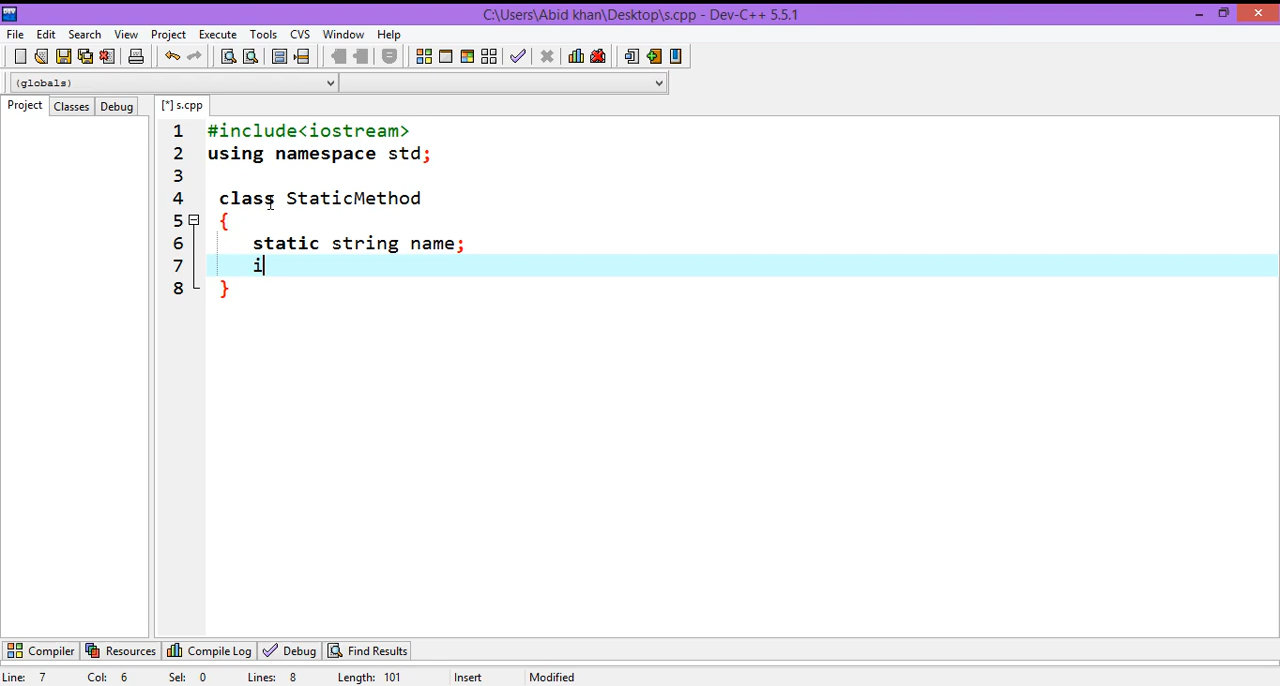 C:\Users\Abid khan\Desktop\s.cpp - Dev-C++ 5.5.1
File Edit Search View Project Execute Tools CVS Window Help
(globals)
Project Classes Debug [*] s.cpp
1 #include<iostream>
2 using namespace std;
3
4 class StaticMethod
5 {
6 static string name;
7 i
8 }
Compiler Resources Compile Log Debug Find Results
Line: 7 Col: 6 Sel: 0 Lines: 8 Length: 101 Insert Modified